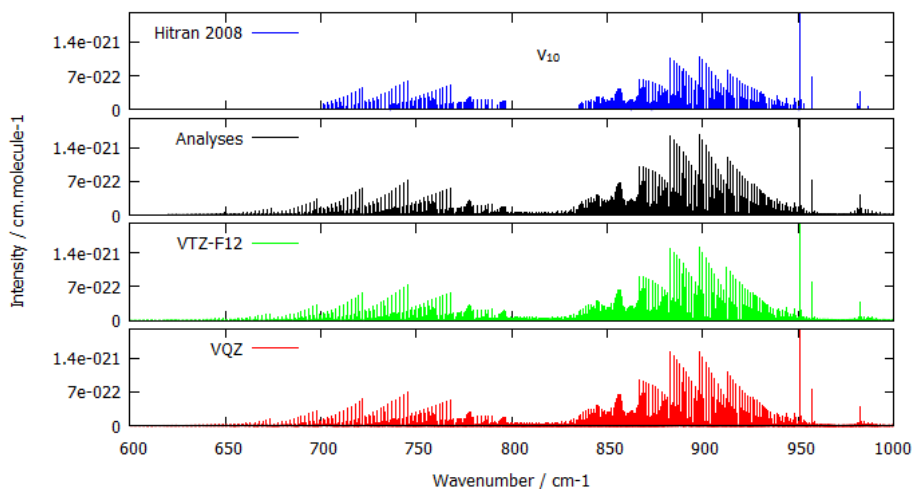 Hitran 2008
V10
1.4e-021
7e-022
0
Analyses
1.4e-021
7e-022
0
VTZ-F12
1.4e-021
7e-022
0
VQZ
1.4e-021
7e-022
0
Intensity / cm.molecule-1
600 650 700 750 800 850 900 950 1000
Wavenumber / cm-1